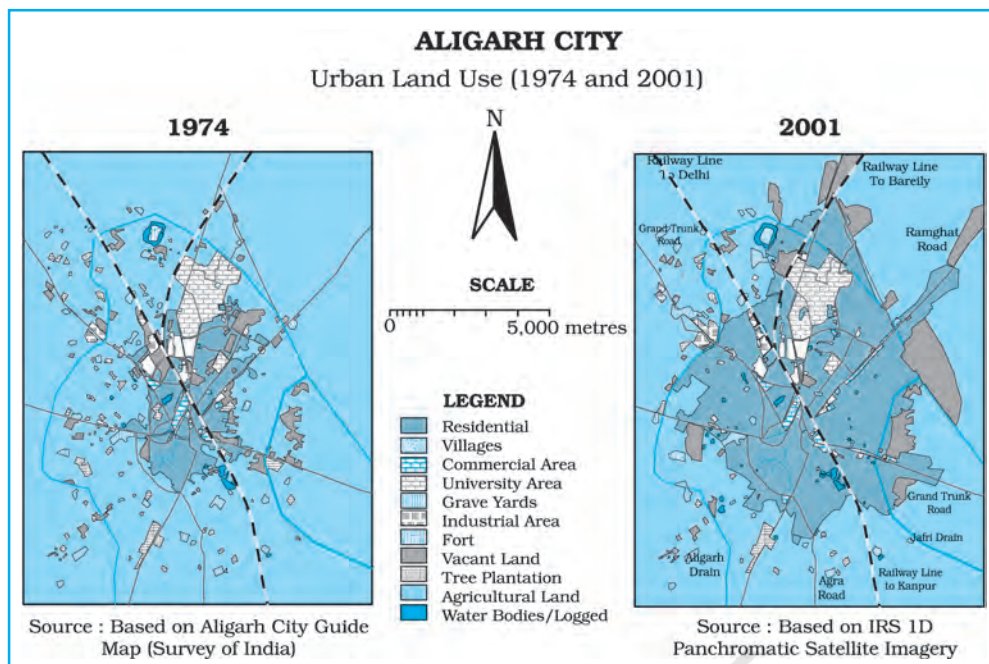 ALIGARH CITY
Urban Land Use (1974 and 2001)
1974
N
2001
SCALE
0
5,000 metres
LEGEND
Residential
Villages
Commercial Area
University Area
Grave Yards
Industrial Area
Fort
Vacant Land
Tree Plantation
Agricultural Land
Water Bodies/Logged
Railway Line
To Delhi
Railway Line
To Bareily
Grand Trunk
Road
Ramghat
Road
Grand Trunk
Road
Jafri Drain
Aligarh
Drain
Agra
Road
Railway Line
to Kanpur
Source : Based on Aligarh City Guide
Map (Survey of India)
Source : Based on IRS 1D
Panchromatic Satellite Imagery